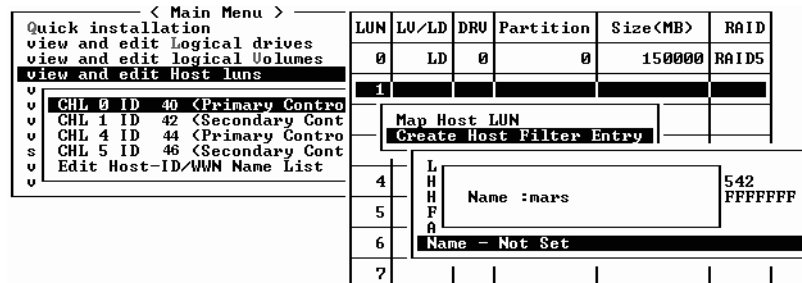 < Main Menu >
Quick installation
view and edit Logical drives
view and edit logical Volumes
view and edit Host luns
v
v CHL 0 ID 40 <Primary Contro
v CHL 1 ID 42 <Secondary Cont
v CHL 4 ID 44 <Primary Contro
s CHL 5 ID 46 <Secondary Cont
v Edit Host-ID/WWN Name List
v
LUN LV/LD DRV Partition Size(MB) RAID
0 LD 0 0 150000 RAID5
1
Map Host LUN
Create Host Filter Entry
L
4 H 542
H Name :mars FFFFFFF
5 F
A
6 Name - Not Set
7